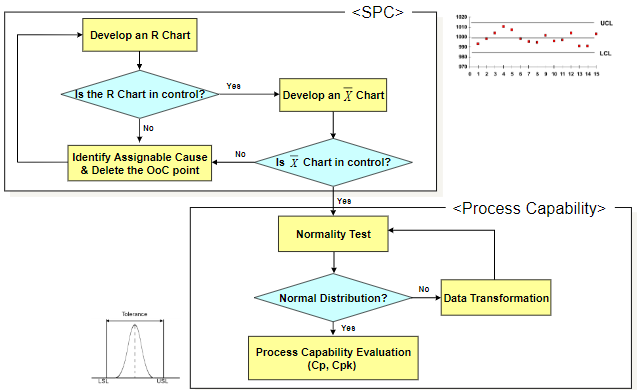 <SPC>
Develop an R Chart
Is the R Chart in control?
Yes
Develop an X̅ Chart
No
Identify Assignable Cause
& Delete the OoC point
No
Is X̅ Chart in control?
Yes
1020
1010
1000
990
980
970
UCL
LCL
0 1 2 3 4 5 6 7 8 9 10 11 12 13 14 15
<Process Capability>
Normality Test
Normal Distribution?
No
Data Transformation
Yes
Process Capability Evaluation
(Cp, Cpk)
Tolerance
LSL
USL